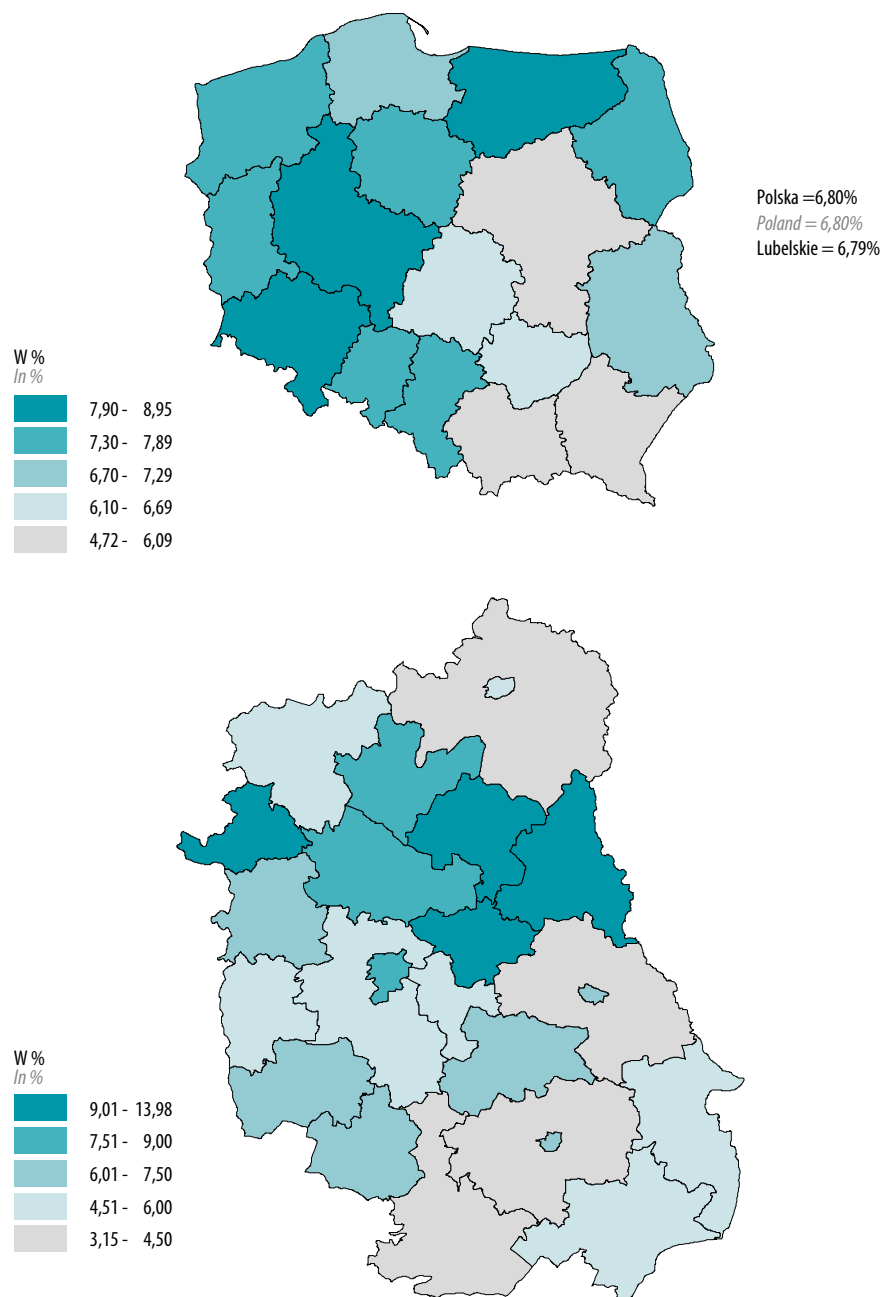 Polska =6,80%
Poland = 6,80%
Lubelskie = 6,79%
W %
In %
7,90 - 8,95
7,30 - 7,89
6,70 - 7,29
6,10 - 6,69
4,72 - 6,09
W %
In %
9,01 - 13,98
7,51 - 9,00
6,01 - 7,50
4,51 - 6,00
3,15 - 4,50